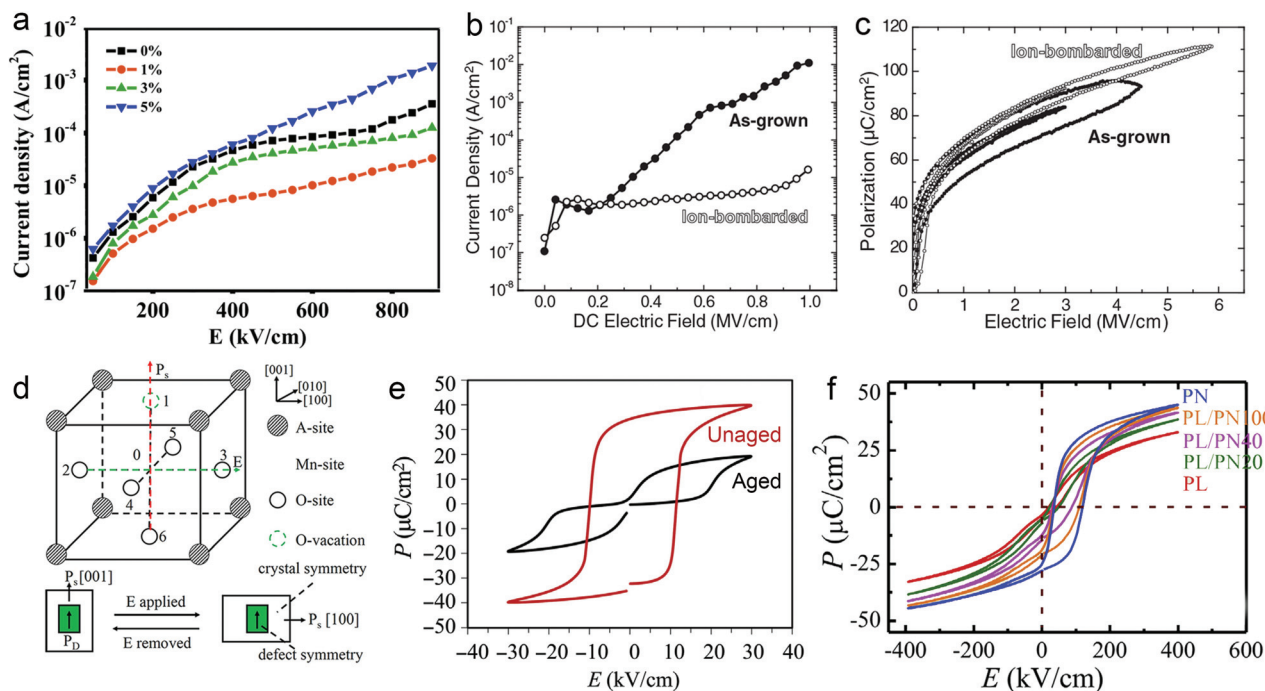 a
Current density (A/cm²)
10⁻²
10⁻³
10⁻⁴
10⁻⁵
10⁻⁶
10⁻⁷
0%
1%
3%
5%
200
400
600
800
E (kV/cm)
b
Current Density (A/cm²)
10⁻¹
10⁻²
10⁻³
10⁻⁴
10⁻⁵
10⁻⁶
10⁻⁷
10⁻⁸
As-grown
Ion-bombarded
0.0
0.2
0.4
0.6
0.8
1.0
DC Electric Field (MV/cm)
c
Polarization (μC/cm²)
120
100
80
60
40
20
0
Ion-bombarded
As-grown
0
1
2
3
4
5
6
Electric Field (MV/cm)
d
Pₛ
[001]
[010]
[100]
1
A-site
5
0
2
3
E
Mn-site
4
O-site
6
O-vacation
crystal symmetry
Pₛ[001]
E applied
Pₛ [100]
P_D
E removed
defect symmetry
e
P (μC/cm²)
50
40
30
20
10
0
−10
−20
−30
−40
−50
Unaged
Aged
−30
−20
−10
0
10
20
30
40
E (kV/cm)
f
P (μC/cm²)
50
25
0
-25
-50
PN
PL/PN100
PL/PN40
PL/PN20
PL
-400
-200
0
200
400
600
E (kV/cm)